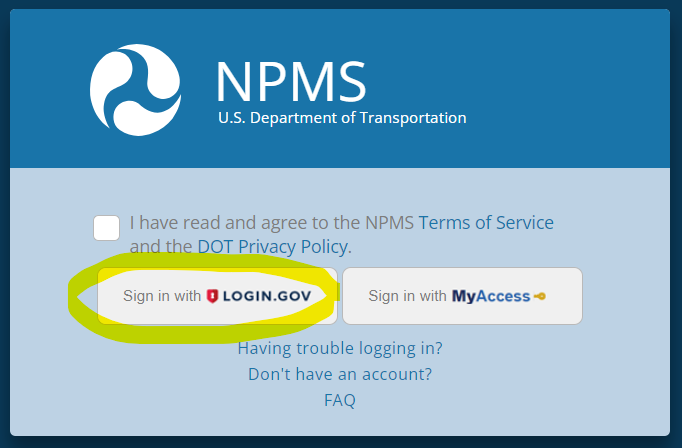 NPMS
U.S. Department of Transportation
I have read and agree to the NPMS Terms of Service
and the DOT Privacy Policy.
Sign in with LOGIN.GOV
Sign in with MyAccess
Having trouble logging in?
Don't have an account?
FAQ